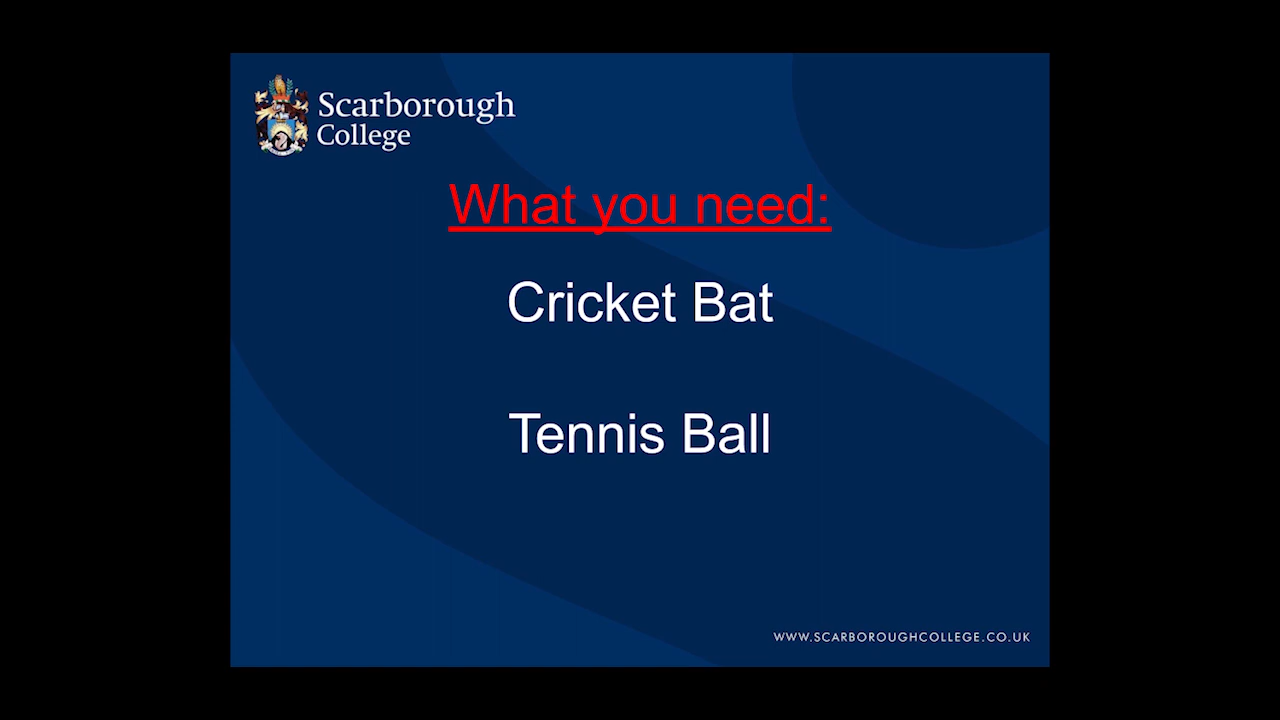 Scarborough
College
What you need:
Cricket Bat
Tennis Ball
WWW.SCARBOROUGHCOLLEGE.CO.UK